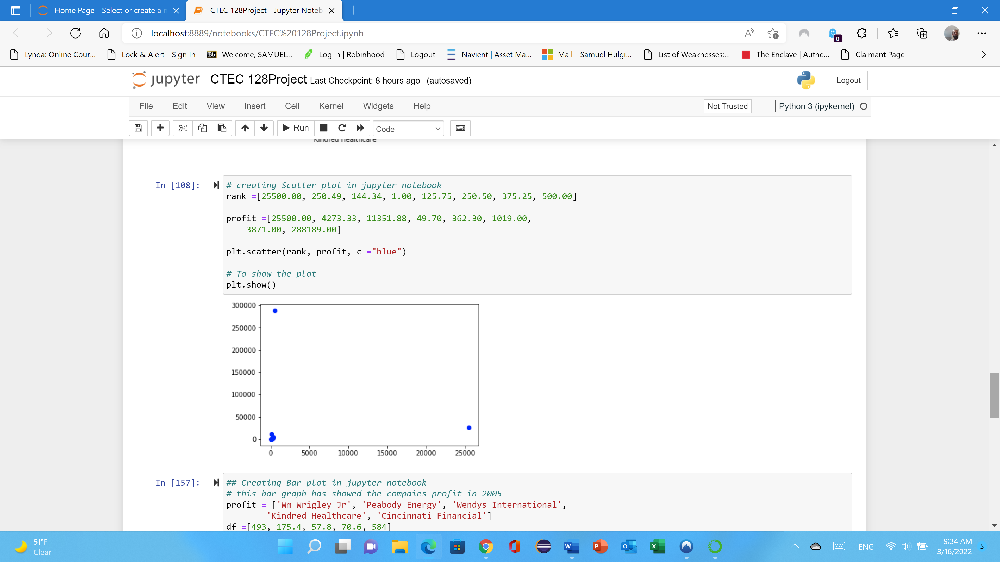 Home Page - Select or create a n
CTEC 128Project - Jupyter Noteb
localhost:8889/notebooks/CTEC%20128Project.ipynb
0
Lynda: Online Cour...
Lock & Alert - Sign In
Bb Welcome, SAMUEL...
Log In | Robinhood
Logout
Navient | Asset Ma...
Mail - Samuel Hulgi...
List of Weaknesses:...
The Enclave | Authe...
Claimant Page
jupyter CTEC 128Project Last Checkpoint: 8 hours ago (autosaved)
Logout
File Edit View Insert Cell Kernel Widgets Help
Not Trusted
Python 3 (ipykernel)
Run
Code
Kindred Healthcare
In [108]:
# creating Scatter plot in jupyter notebook
rank =[25500.00, 250.49, 144.34, 1.00, 125.75, 250.50, 375.25, 500.00]
profit =[25500.00, 4273.33, 11351.88, 49.70, 362.30, 1019.00,
3871.00, 288189.00]
plt.scatter(rank, profit, c ="blue")
# To show the plot
plt.show()
300000
250000
200000
150000
100000
50000
0
0 5000 10000 15000 20000 25000
In [157]:
## Creating Bar plot in jupyter notebook
# this bar graph has showed the compaies profit in 2005
profit = ['Wm Wrigley Jr', 'Peabody Energy', 'Wendys International',
'Kindred Healthcare', 'Cincinnati Financial']
df =[493, 175.4, 57.8, 70.6, 584]
51°F
Clear
ENG
9:34 AM
3/16/2022
5